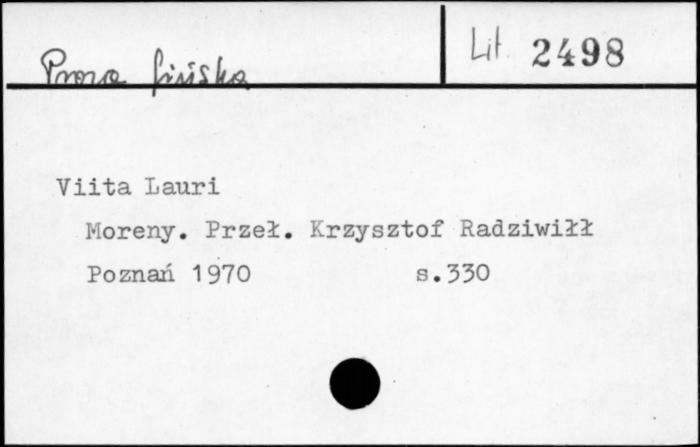 Proza fińska
Lit. 2498
Viita Lauri
Moreny. Przeł. Krzysztof Radziwiłł
Poznań 1970 s.330